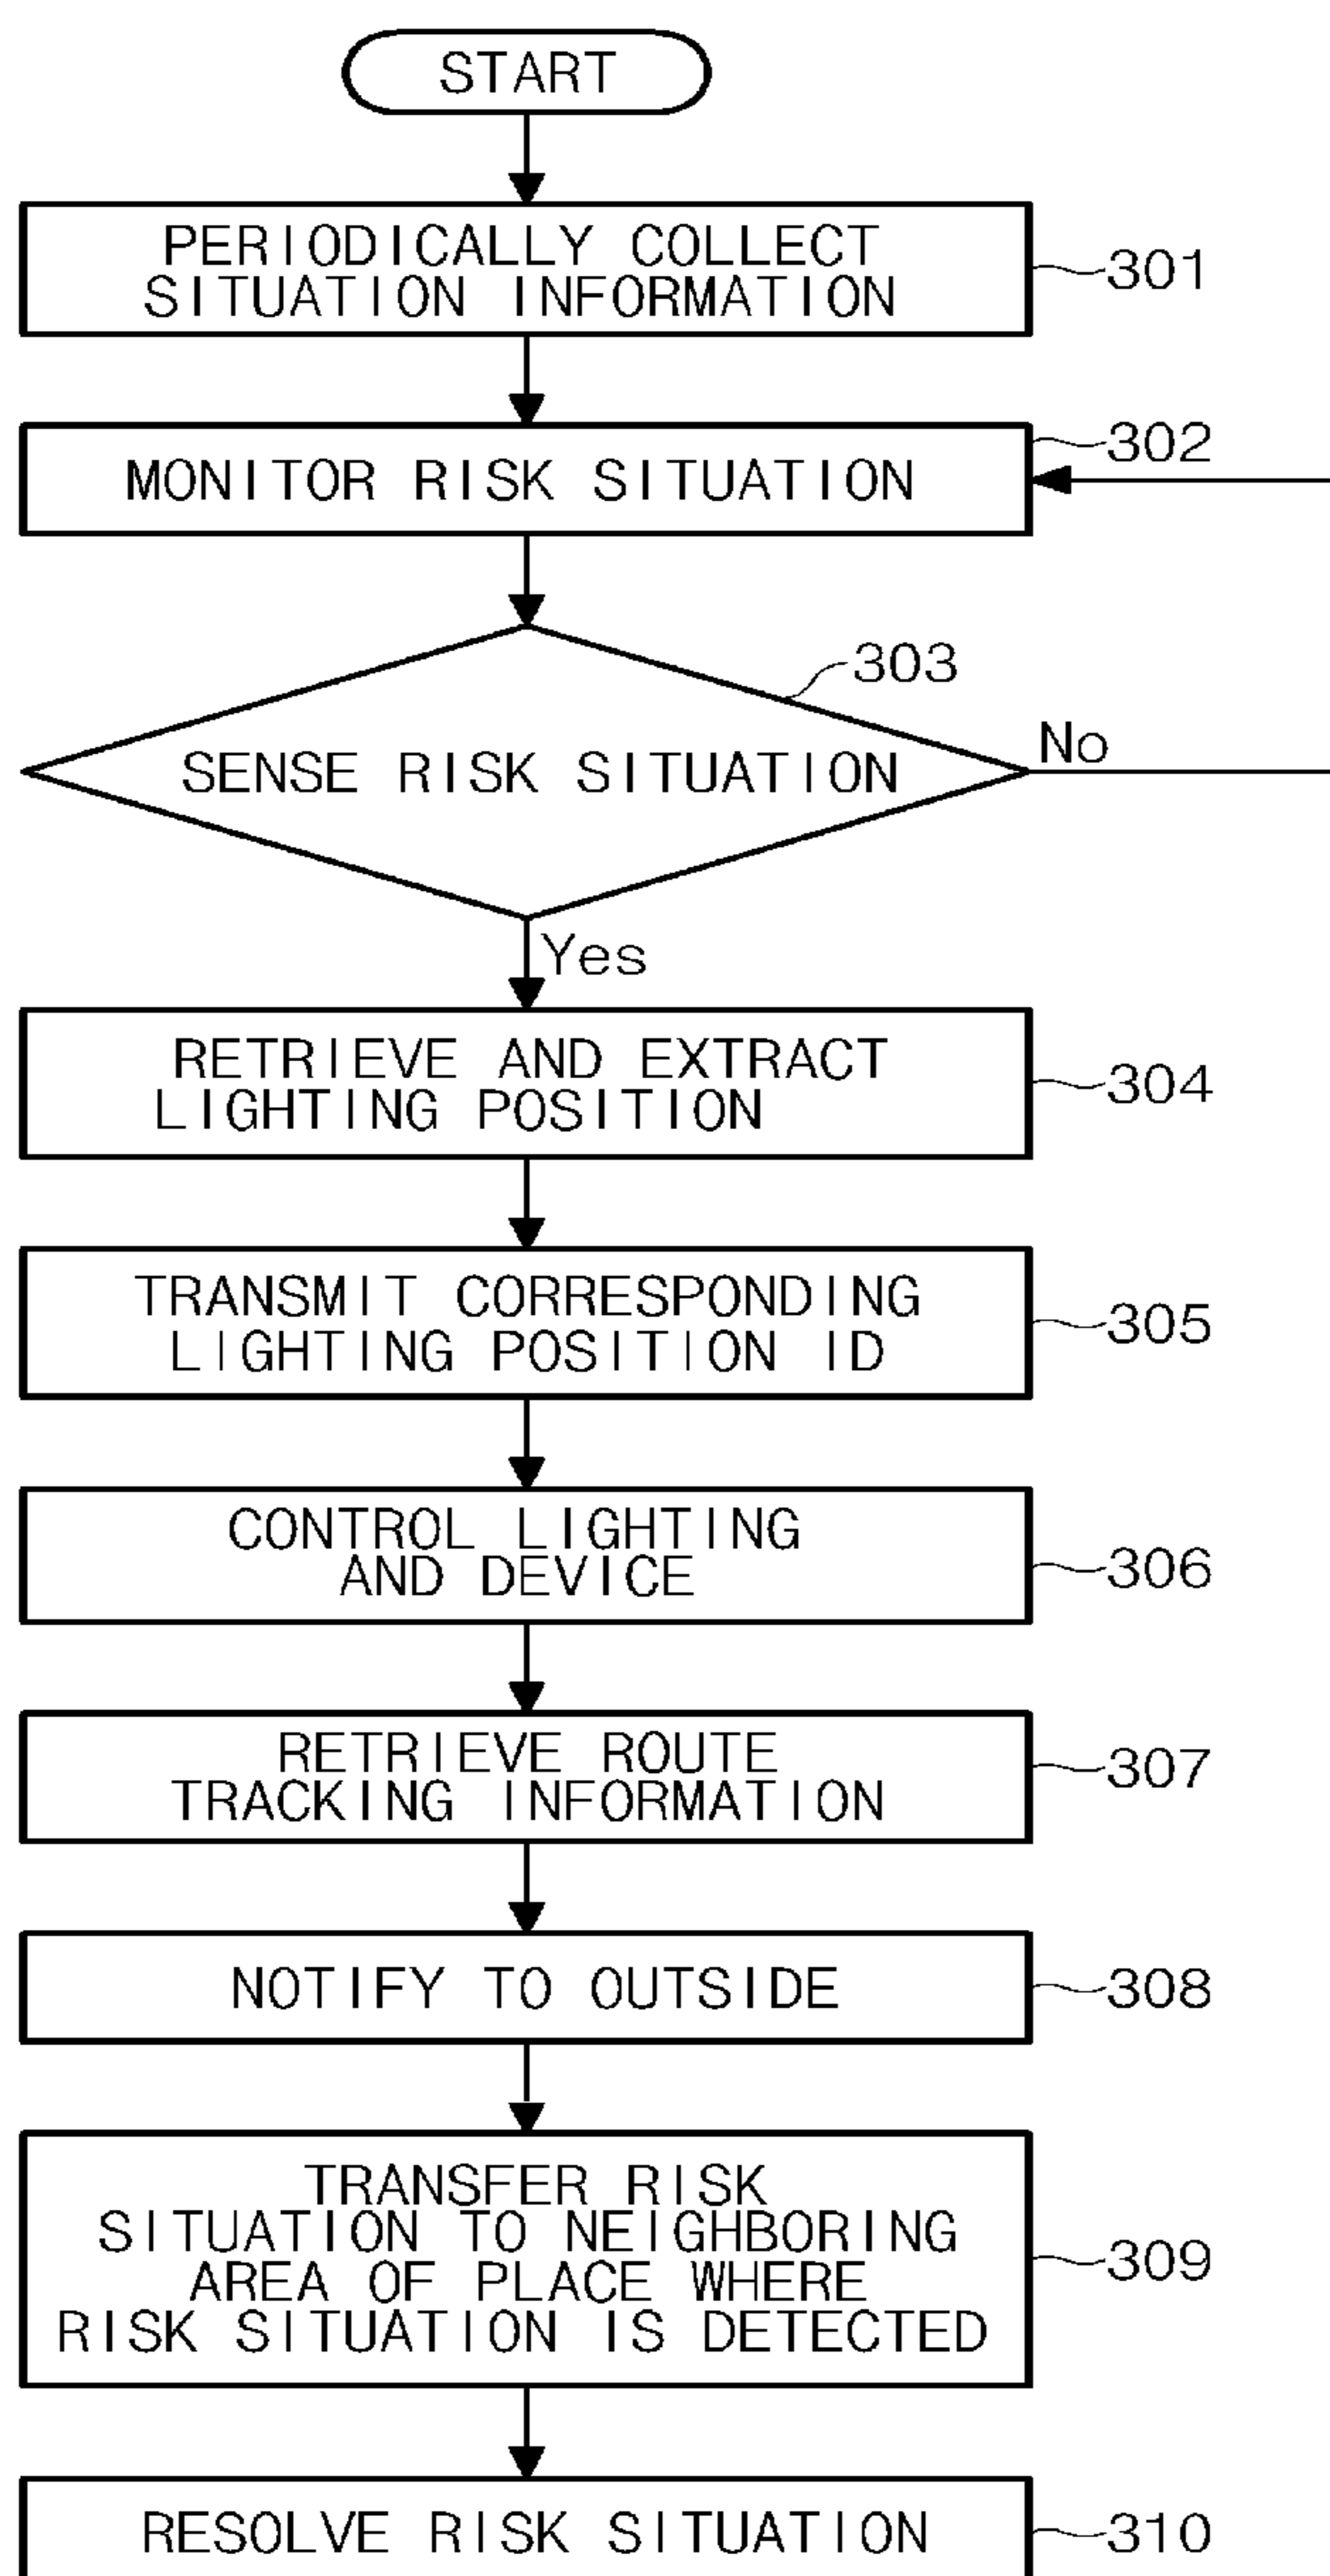 START
PERIODICALLY COLLECT
SITUATION INFORMATION
301
MONITOR RISK SITUATION
302
303
SENSE RISK SITUATION
No
Yes
RETRIEVE AND EXTRACT
LIGHTING POSITION
304
TRANSMIT CORRESPONDING
LIGHTING POSITION ID
305
CONTROL LIGHTING
AND DEVICE
306
RETRIEVE ROUTE
TRACKING INFORMATION
307
NOTIFY TO OUTSIDE
308
TRANSFER RISK
SITUATION TO NEIGHBORING
AREA OF PLACE WHERE
RISK SITUATION IS DETECTED
309
RESOLVE RISK SITUATION
310